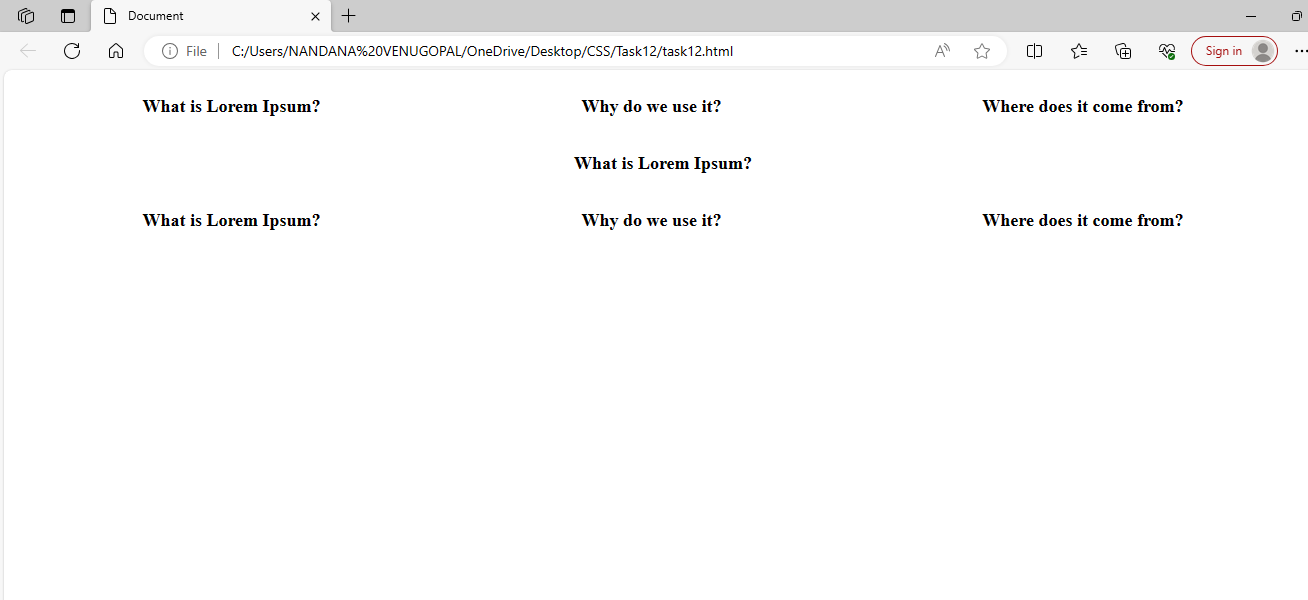 Document
File C:/Users/NANDANA%20VENUGOPAL/OneDrive/Desktop/CSS/Task12/task12.html A Sign in
What is Lorem Ipsum? Why do we use it? Where does it come from?
What is Lorem Ipsum?
What is Lorem Ipsum? Why do we use it? Where does it come from?